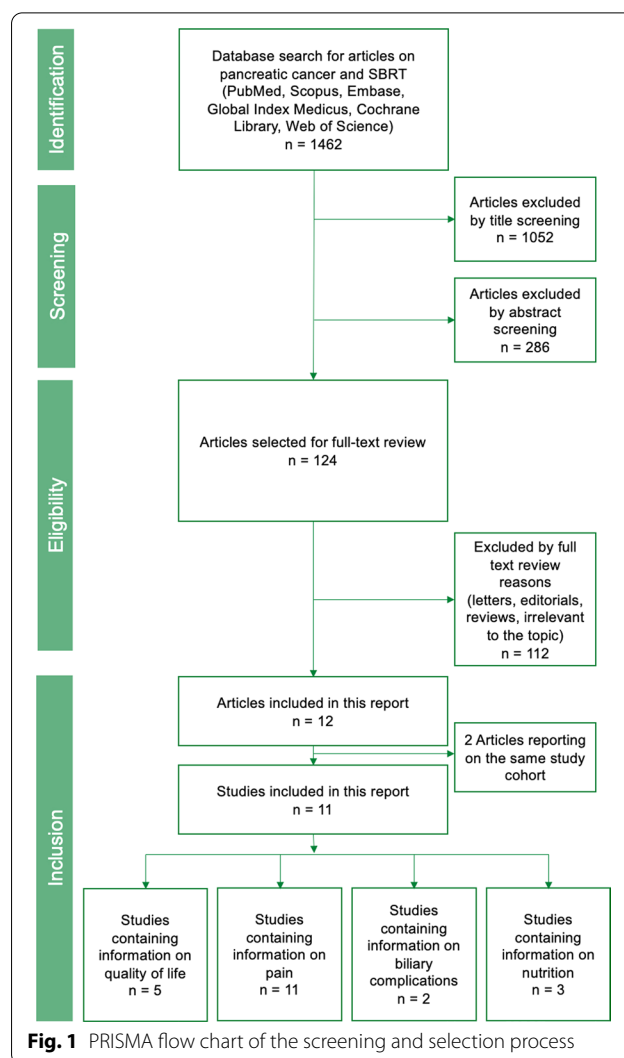 Identification
Database search for articles on
pancreatic cancer and SBRT
(PubMed, Scopus, Embase,
Global Index Medicus, Cochrane
Library, Web of Science)
n = 1462
Screening
Articles excluded
by title screening
n = 1052
Articles excluded
by abstract
screening
n = 286
Eligibility
Articles selected for full-text review
n = 124
Excluded by full
text review
reasons
(letters, editorials,
reviews, irrelevant
to the topic)
n = 112
Inclusion
Articles included in this report
n = 12
2 Articles reporting
on the same study
cohort
Studies included in this report
n = 11
Studies
containing
information on
quality of life
n = 5
Studies
containing
information on
pain
n = 11
Studies
containing
information on
biliary
complications
n = 2
Studies
containing
information on
nutrition
n = 3
Fig. 1 PRISMA flow chart of the screening and selection process